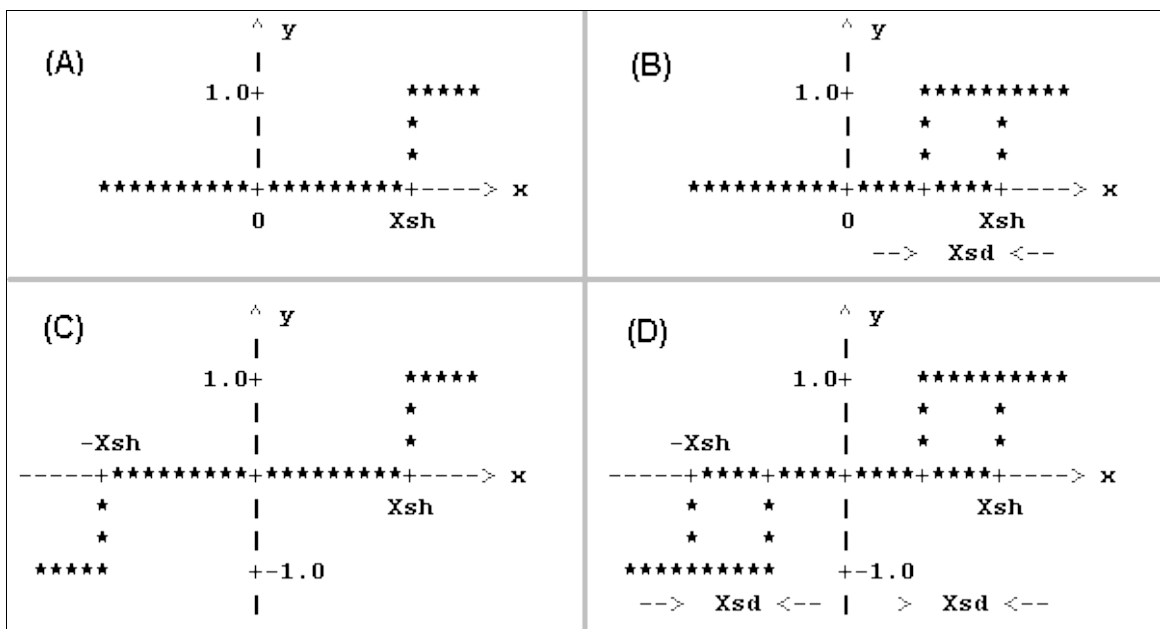 (A)
^ y
1.0+ *****
********** + ********* +----> x
0 Xsh
(B)
^ y
1.0+ **********
********** + **** + **** +----> x
0 Xsh
--> Xsd <--
(C)
^ y
1.0+ *****
-Xsh
-----+ ********* + ********* +----> x
Xsh
***** +-1.0
(D)
^ y
1.0+ **********
-Xsh
-----+ **** + **** + **** + **** +----> x
Xsh
********** +-1.0
--> Xsd <-- | > Xsd <--